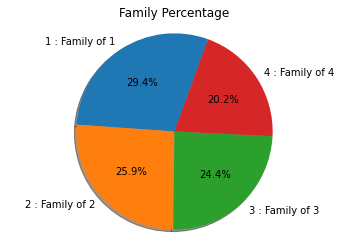 Family Percentage
1 : Family of 1
4 : Family of 4
29.4%
20.2%
25.9%
24.4%
2 : Family of 2
3 : Family of 3